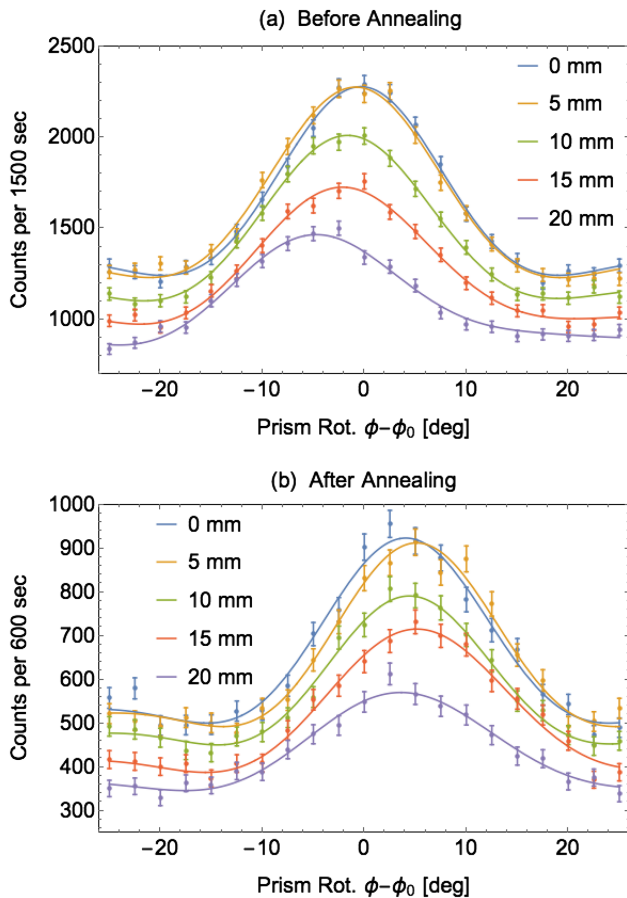 (a) Before Annealing
2500
2000
1500
1000
Counts per 1500 sec
0 mm
5 mm
10 mm
15 mm
20 mm
−20 −10 0 10 20
Prism Rot. ϕ−ϕ₀ [deg]
(b) After Annealing
1000
900
800
700
600
500
400
300
Counts per 600 sec
0 mm
5 mm
10 mm
15 mm
20 mm
−20 −10 0 10 20
Prism Rot. ϕ−ϕ₀ [deg]